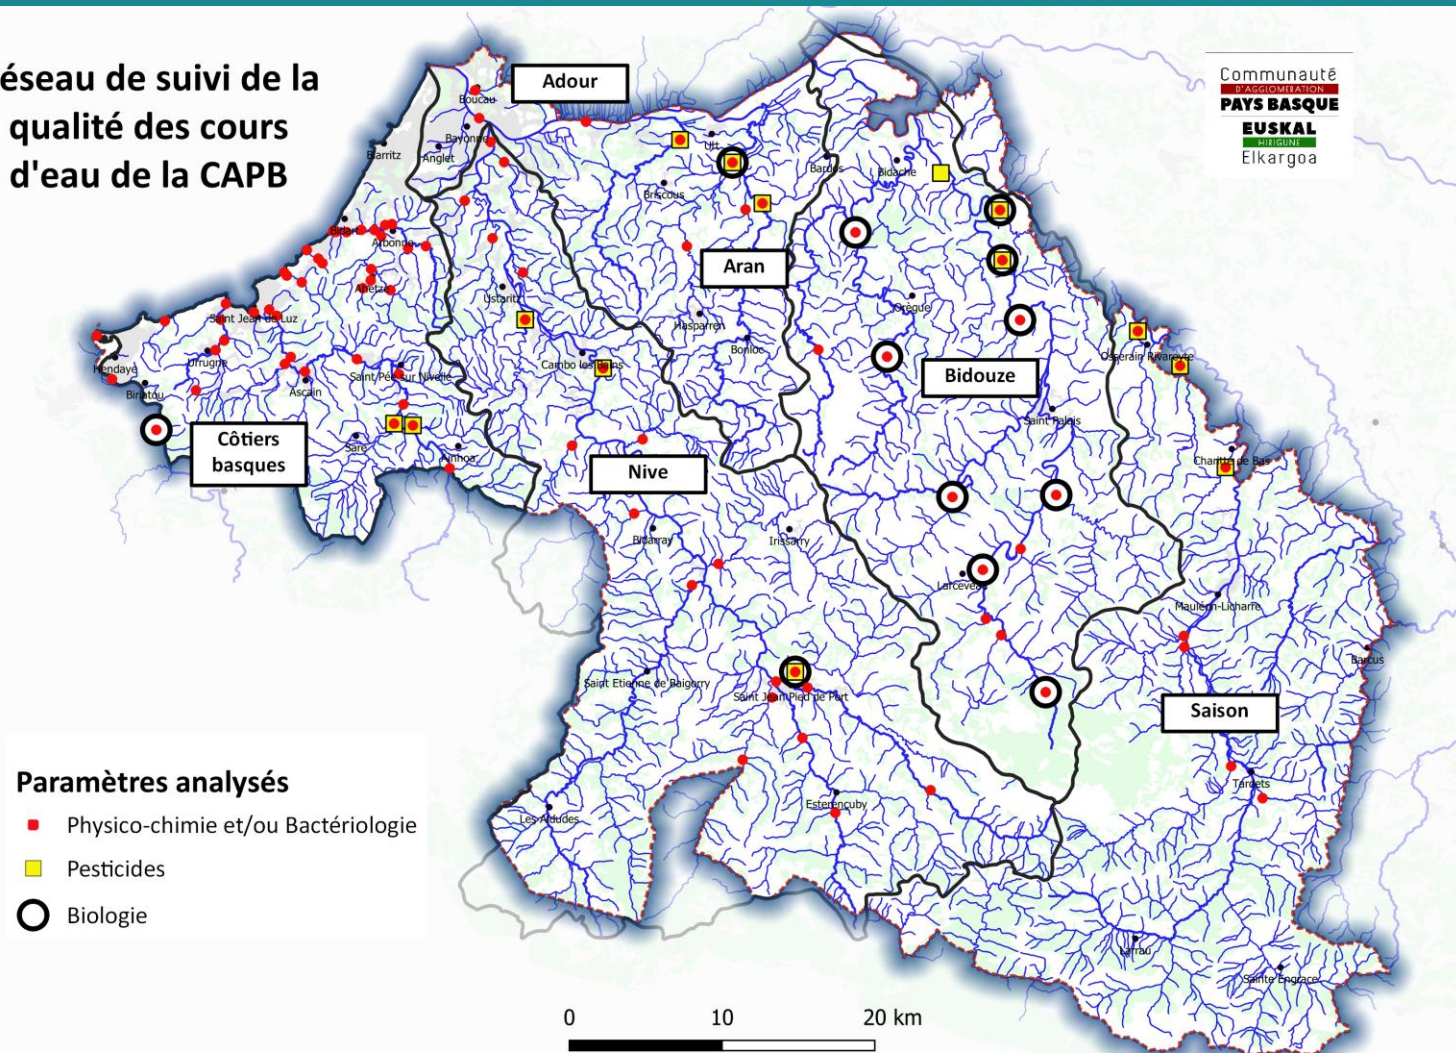 éseau de suivi de la
qualité des cours
d'eau de la CAPB
Communauté
D'AGGLOMÉRATION
PAYS BASQUE
EUSKAL
HIRIGUNE
Elkargoa
Adour
Boucau
Bayonne
Biarritz
Anglet
Urt
Briscous
Bardos
Bidache
Bidart
Arbonne
Aran
Ahetze
Ustaritz
Orègue
Saint Jean de Luz
Hasparren
Bonloc
Osserain Rivareyte
Hendaye
Urrugne
Cambo les Bains
Bidouze
Biriatou
Ascain
Saint Pée sur Nivelle
Saint Palais
Côtiers
basques
Sare
Ainhoa
Nive
Charitte de Bas
Bidarray
Irissarry
Larceveau
Mauléon-Licharre
Barcus
Saint Etienne de Baigorry
Saint Jean Pied de Port
Saison
Tardets
Les Aldudes
Esterençuby
Larrau
Sainte Engrace
Paramètres analysés
Physico-chimie et/ou Bactériologie
Pesticides
Biologie
0 10 20 km